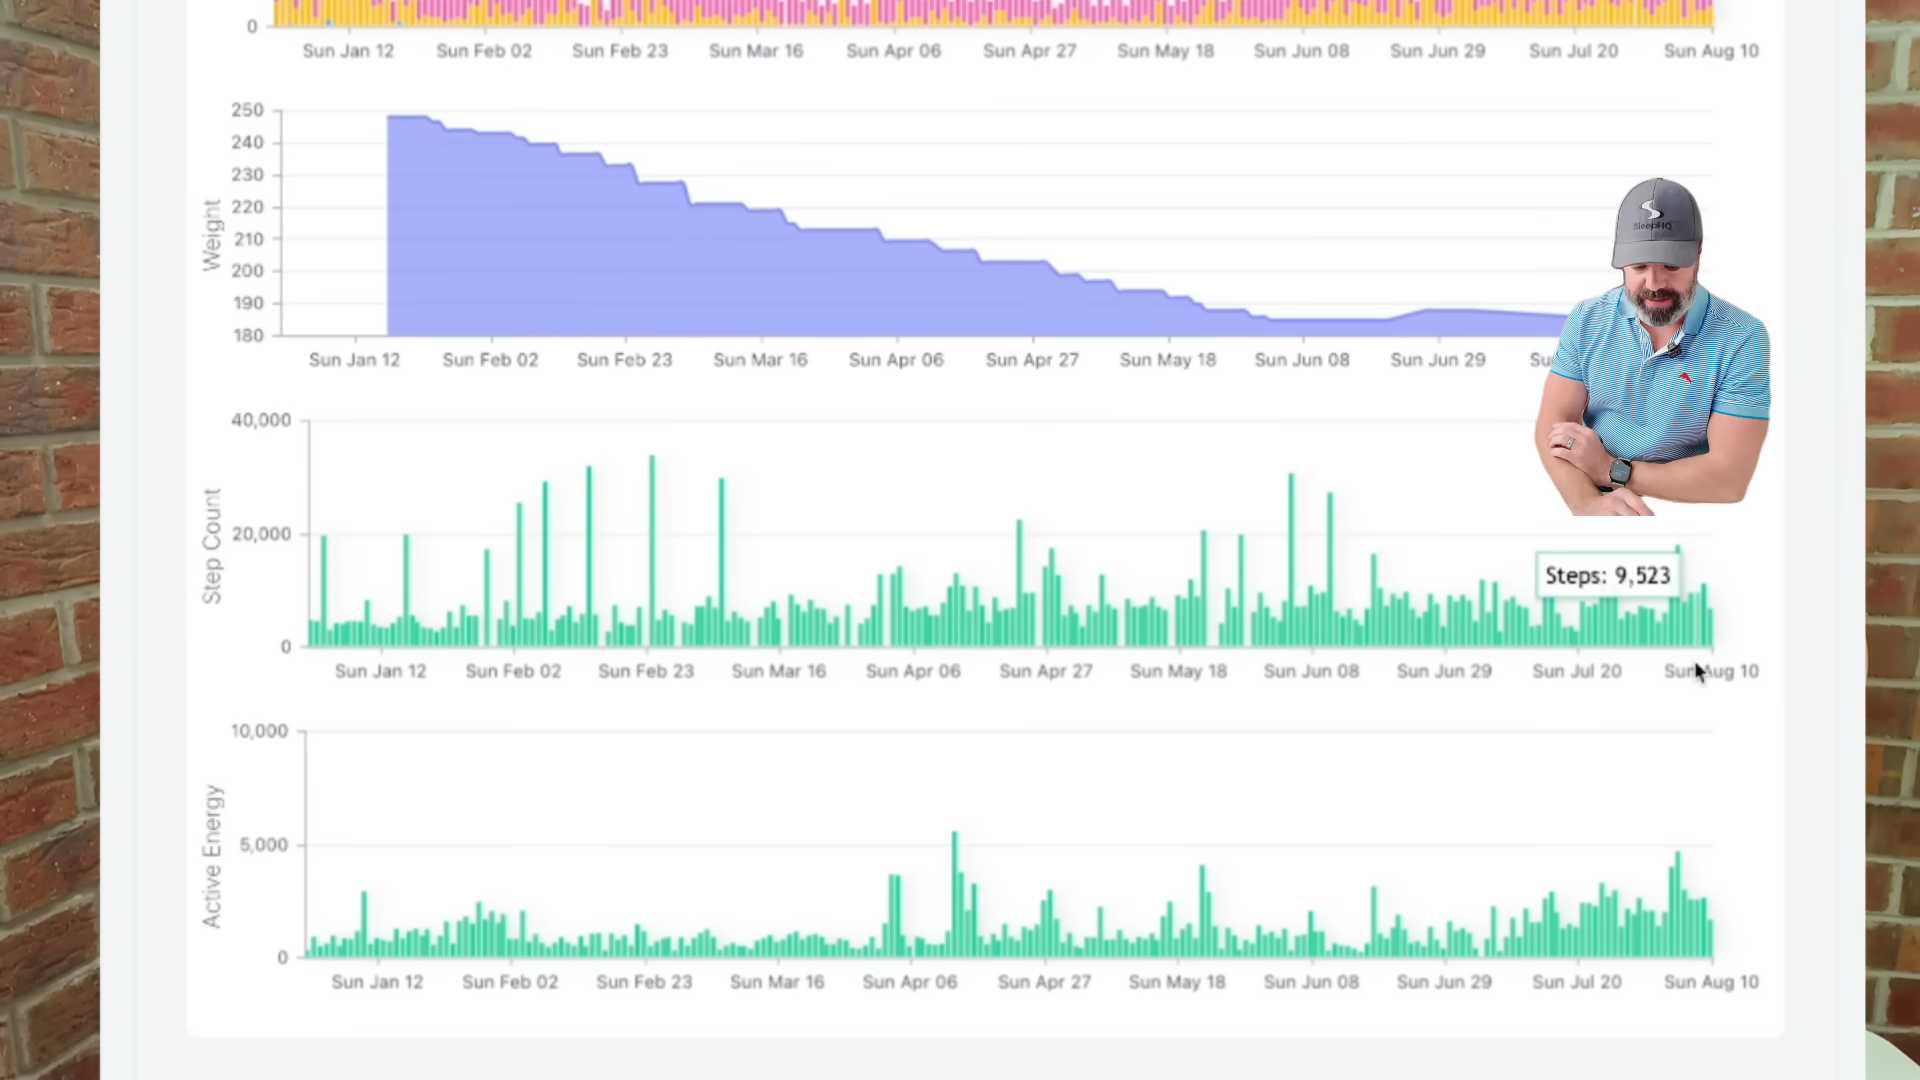 0
Sun Jan 12 Sun Feb 02 Sun Feb 23 Sun Mar 16 Sun Apr 06 Sun Apr 27 Sun May 18 Sun Jun 08 Sun Jun 29 Sun Jul 20 Sun Aug 10
Weight
250
240
230
220
210
200
190
180
Sun Jan 12 Sun Feb 02 Sun Feb 23 Sun Mar 16 Sun Apr 06 Sun Apr 27 Sun May 18 Sun Jun 08 Sun Jun 29 Su
SleepHQ
Step Count
40,000
20,000
0
Steps: 9,523
Sun Jan 12 Sun Feb 02 Sun Feb 23 Sun Mar 16 Sun Apr 06 Sun Apr 27 Sun May 18 Sun Jun 08 Sun Jun 29 Sun Jul 20 Sun Aug 10
Active Energy
10,000
5,000
0
Sun Jan 12 Sun Feb 02 Sun Feb 23 Sun Mar 16 Sun Apr 06 Sun Apr 27 Sun May 18 Sun Jun 08 Sun Jun 29 Sun Jul 20 Sun Aug 10